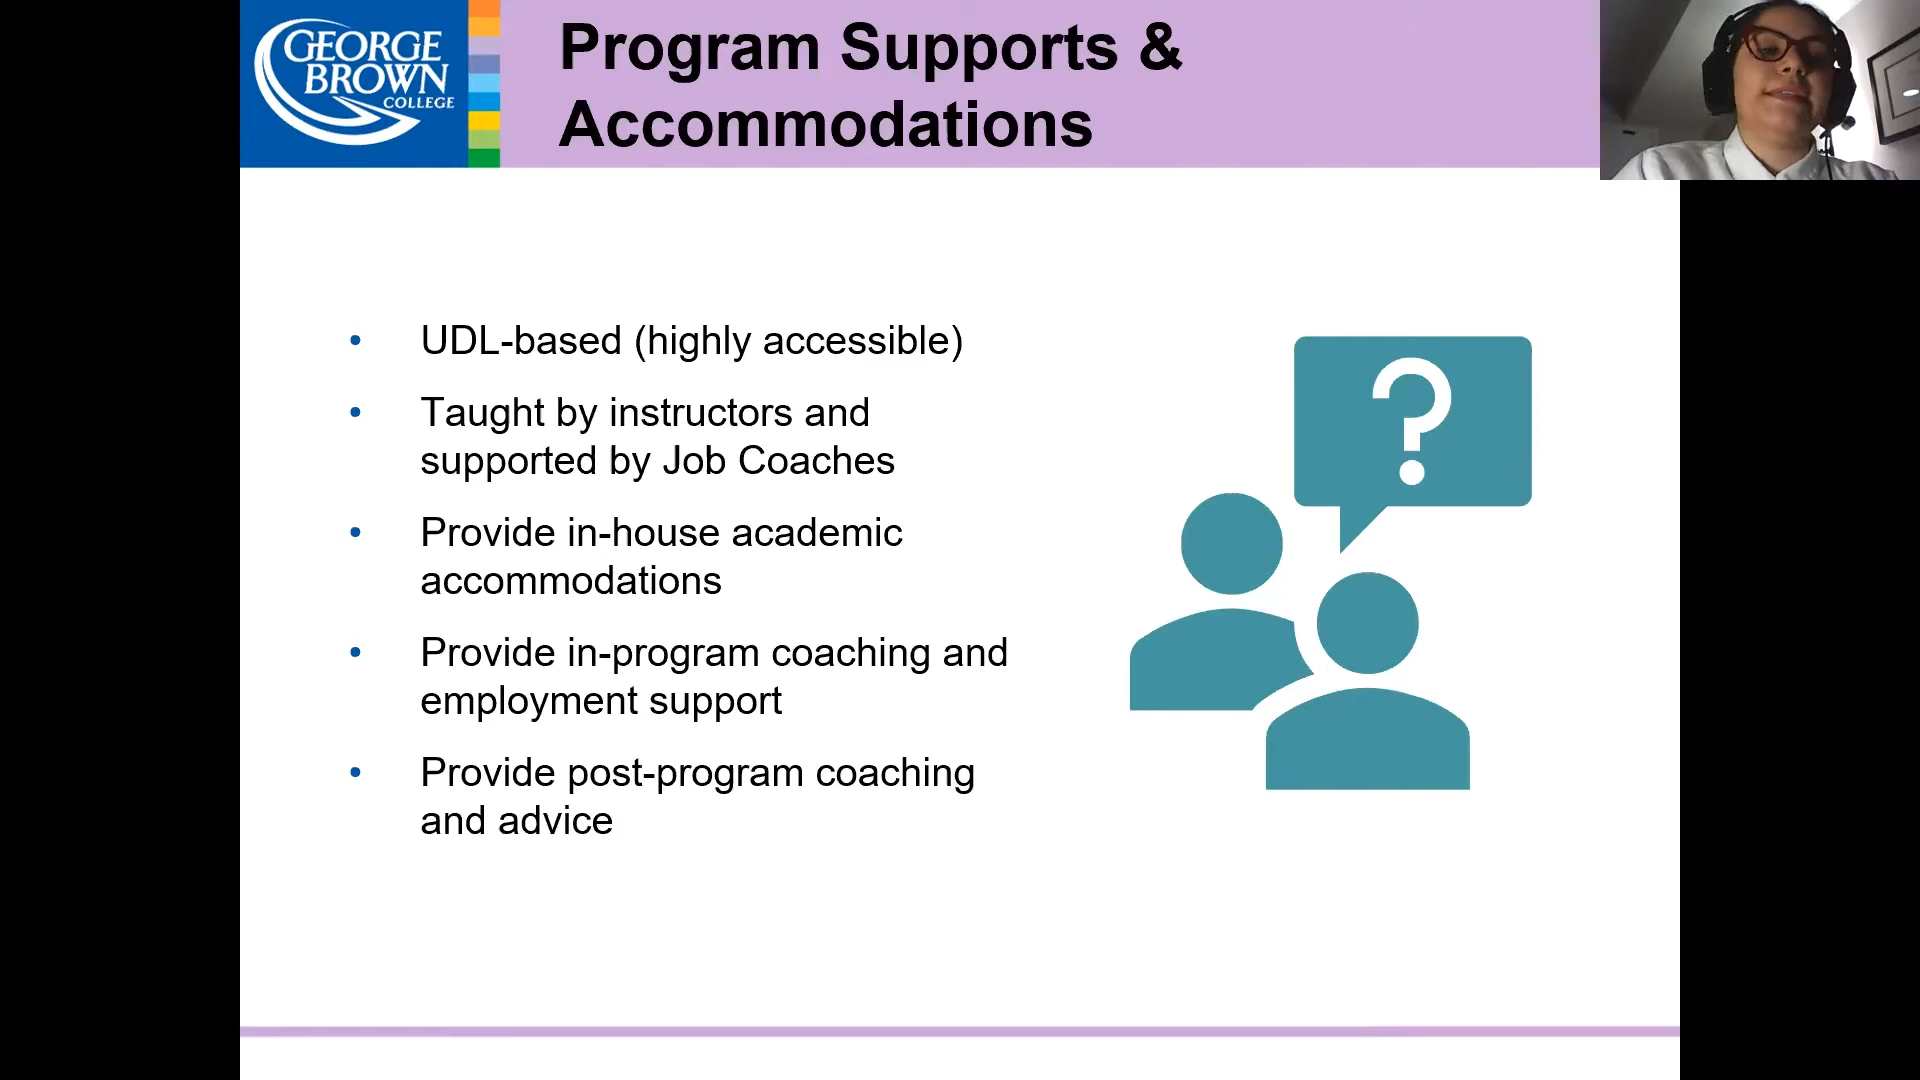 GEORGE
BROWN
COLLEGE
Program Supports &
Accommodations
• UDL-based (highly accessible)
• Taught by instructors and
supported by Job Coaches
• Provide in-house academic
accommodations
• Provide in-program coaching and
employment support
• Provide post-program coaching
and advice
?